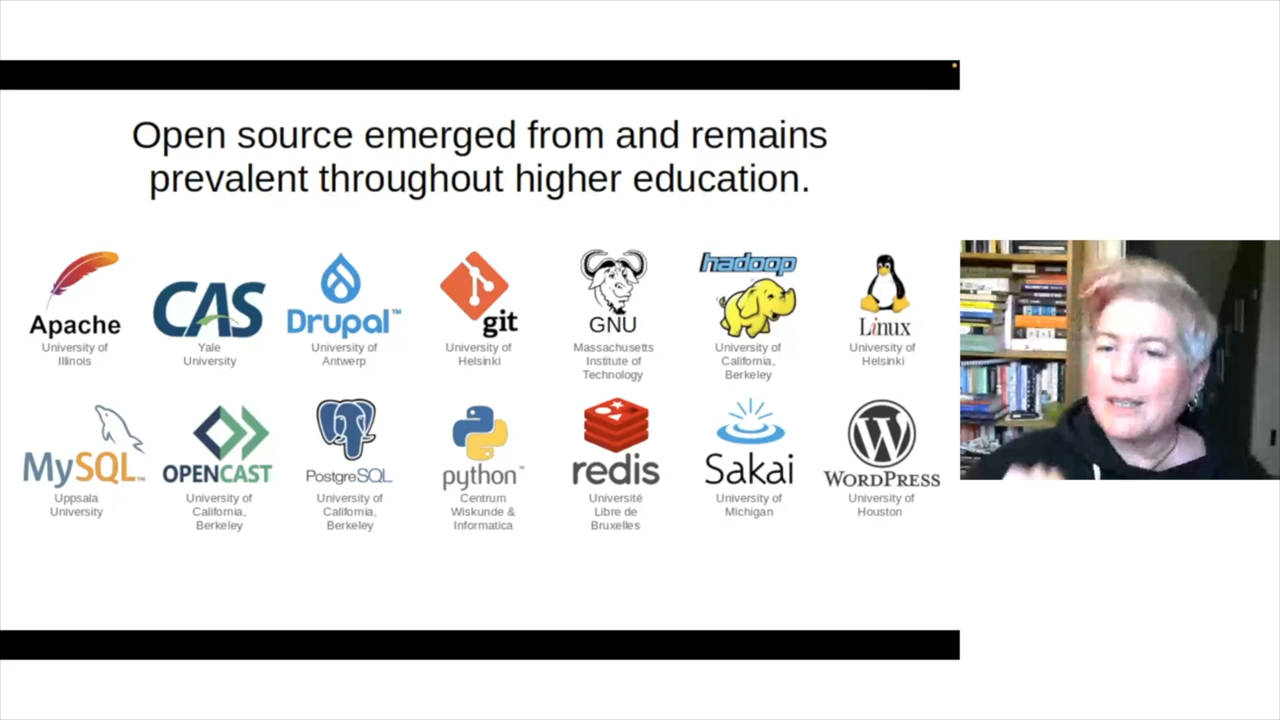 Open source emerged from and remains
prevalent throughout higher education.
Apache
University of
Illinois
CAS
Yale
University
Drupal™
University of
Antwerp
git
University of
Helsinki
GNU
Massachusetts
Institute of
Technology
hadoop
University of
California,
Berkeley
Linux
University of
Helsinki
MySQL™
Uppsala
University
OPENCAST
University of
California,
Berkeley
PostgreSQL
University of
California,
Berkeley
python™
Centrum
Wiskunde &
Informatica
redis
Université
Libre de
Bruxelles
Sakai
University of
Michigan
W
WORDPRESS
University of
Houston